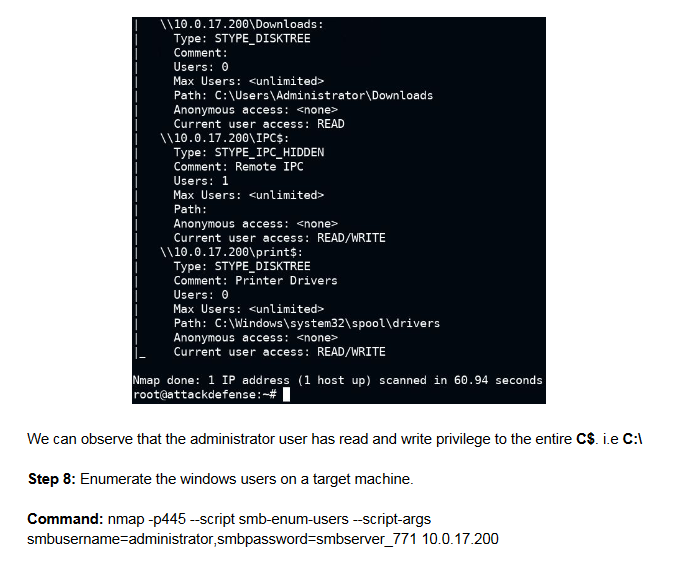 |   \\10.0.17.200\Downloads:
|     Type: STYPE_DISKTREE
|     Comment:
|     Users: 0
|     Max Users: <unlimited>
|     Path: C:\Users\Administrator\Downloads
|     Anonymous access: <none>
|     Current user access: READ
|   \\10.0.17.200\IPC$:
|     Type: STYPE_IPC_HIDDEN
|     Comment: Remote IPC
|     Users: 1
|     Max Users: <unlimited>
|     Path:
|     Anonymous access: <none>
|     Current user access: READ/WRITE
|   \\10.0.17.200\print$:
|     Type: STYPE_DISKTREE
|     Comment: Printer Drivers
|     Users: 0
|     Max Users: <unlimited>
|     Path: C:\Windows\system32\spool\drivers
|     Anonymous access: <none>
|_    Current user access: READ/WRITE
Nmap done: 1 IP address (1 host up) scanned in 60.94 seconds
root@attackdefense:~#
We can observe that the administrator user has read and write privilege to the entire C$. i.e C:\
Step 8: Enumerate the windows users on a target machine.
Command: nmap -p445 --script smb-enum-users --script-args
smbusername=administrator,smbpassword=smbserver_771 10.0.17.200